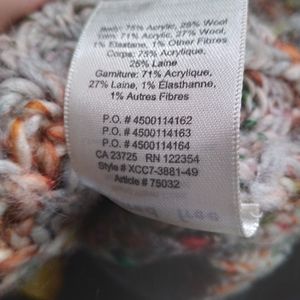 Body: 75% Acrylic, 25% Wool
Trim: 71% Acrylic, 27% Wool,
1% Elastane, 1% Other Fibres
Corps: 75% Acrylique,
25% Laine
Garniture: 71% Acrylique,
27% Laine, 1% Élasthanne,
1% Autres Fibres
P.O. # 4500114162
P.O. # 4500114163
P.O. # 4500114164
CA 23725 RN 122354
Style # XCC7-3881-49
Article # 75032